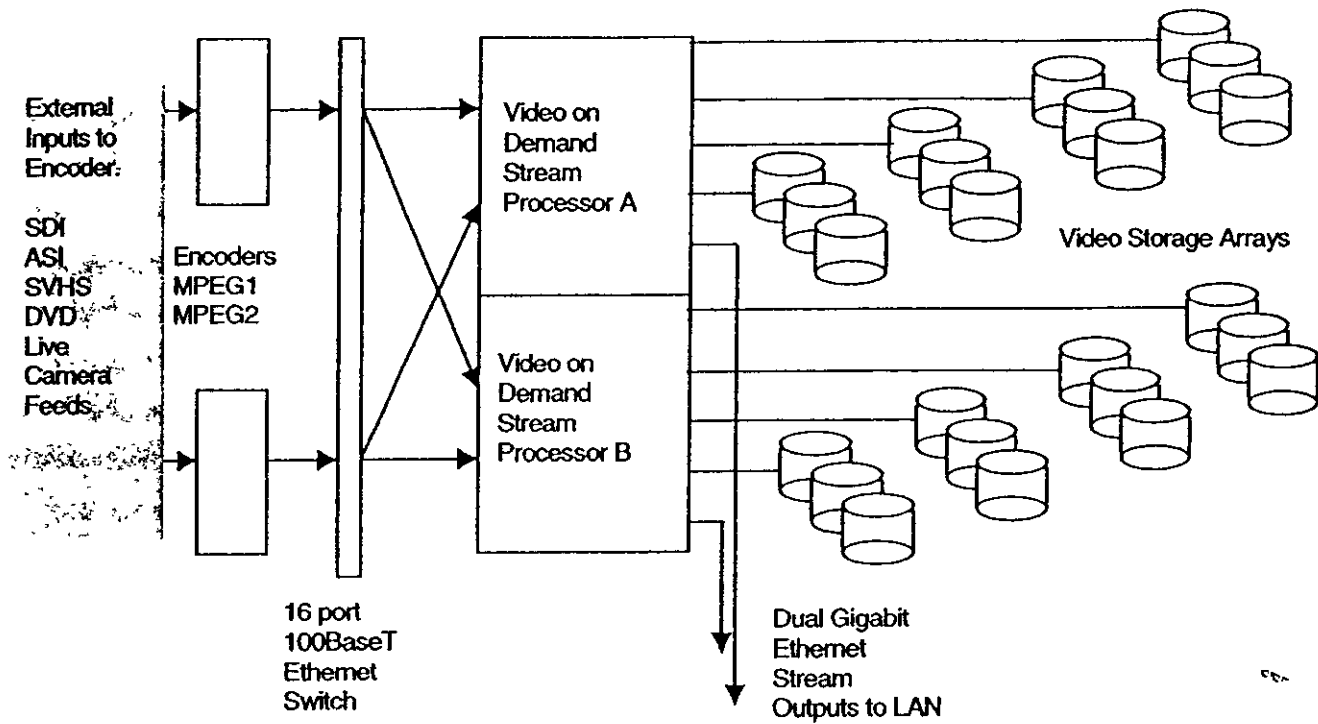 External
Inputs to
Encoder:
SDI
ASI
SVHS
DVD
Live
Camera
Feeds
Encoders
MPEG1
MPEG2
16 port
100BaseT
Ethernet
Switch
Video on
Demand
Stream
Processor A
Video on
Demand
Stream
Processor B
Video Storage Arrays
Dual Gigabit
Ethernet
Stream
Outputs to LAN